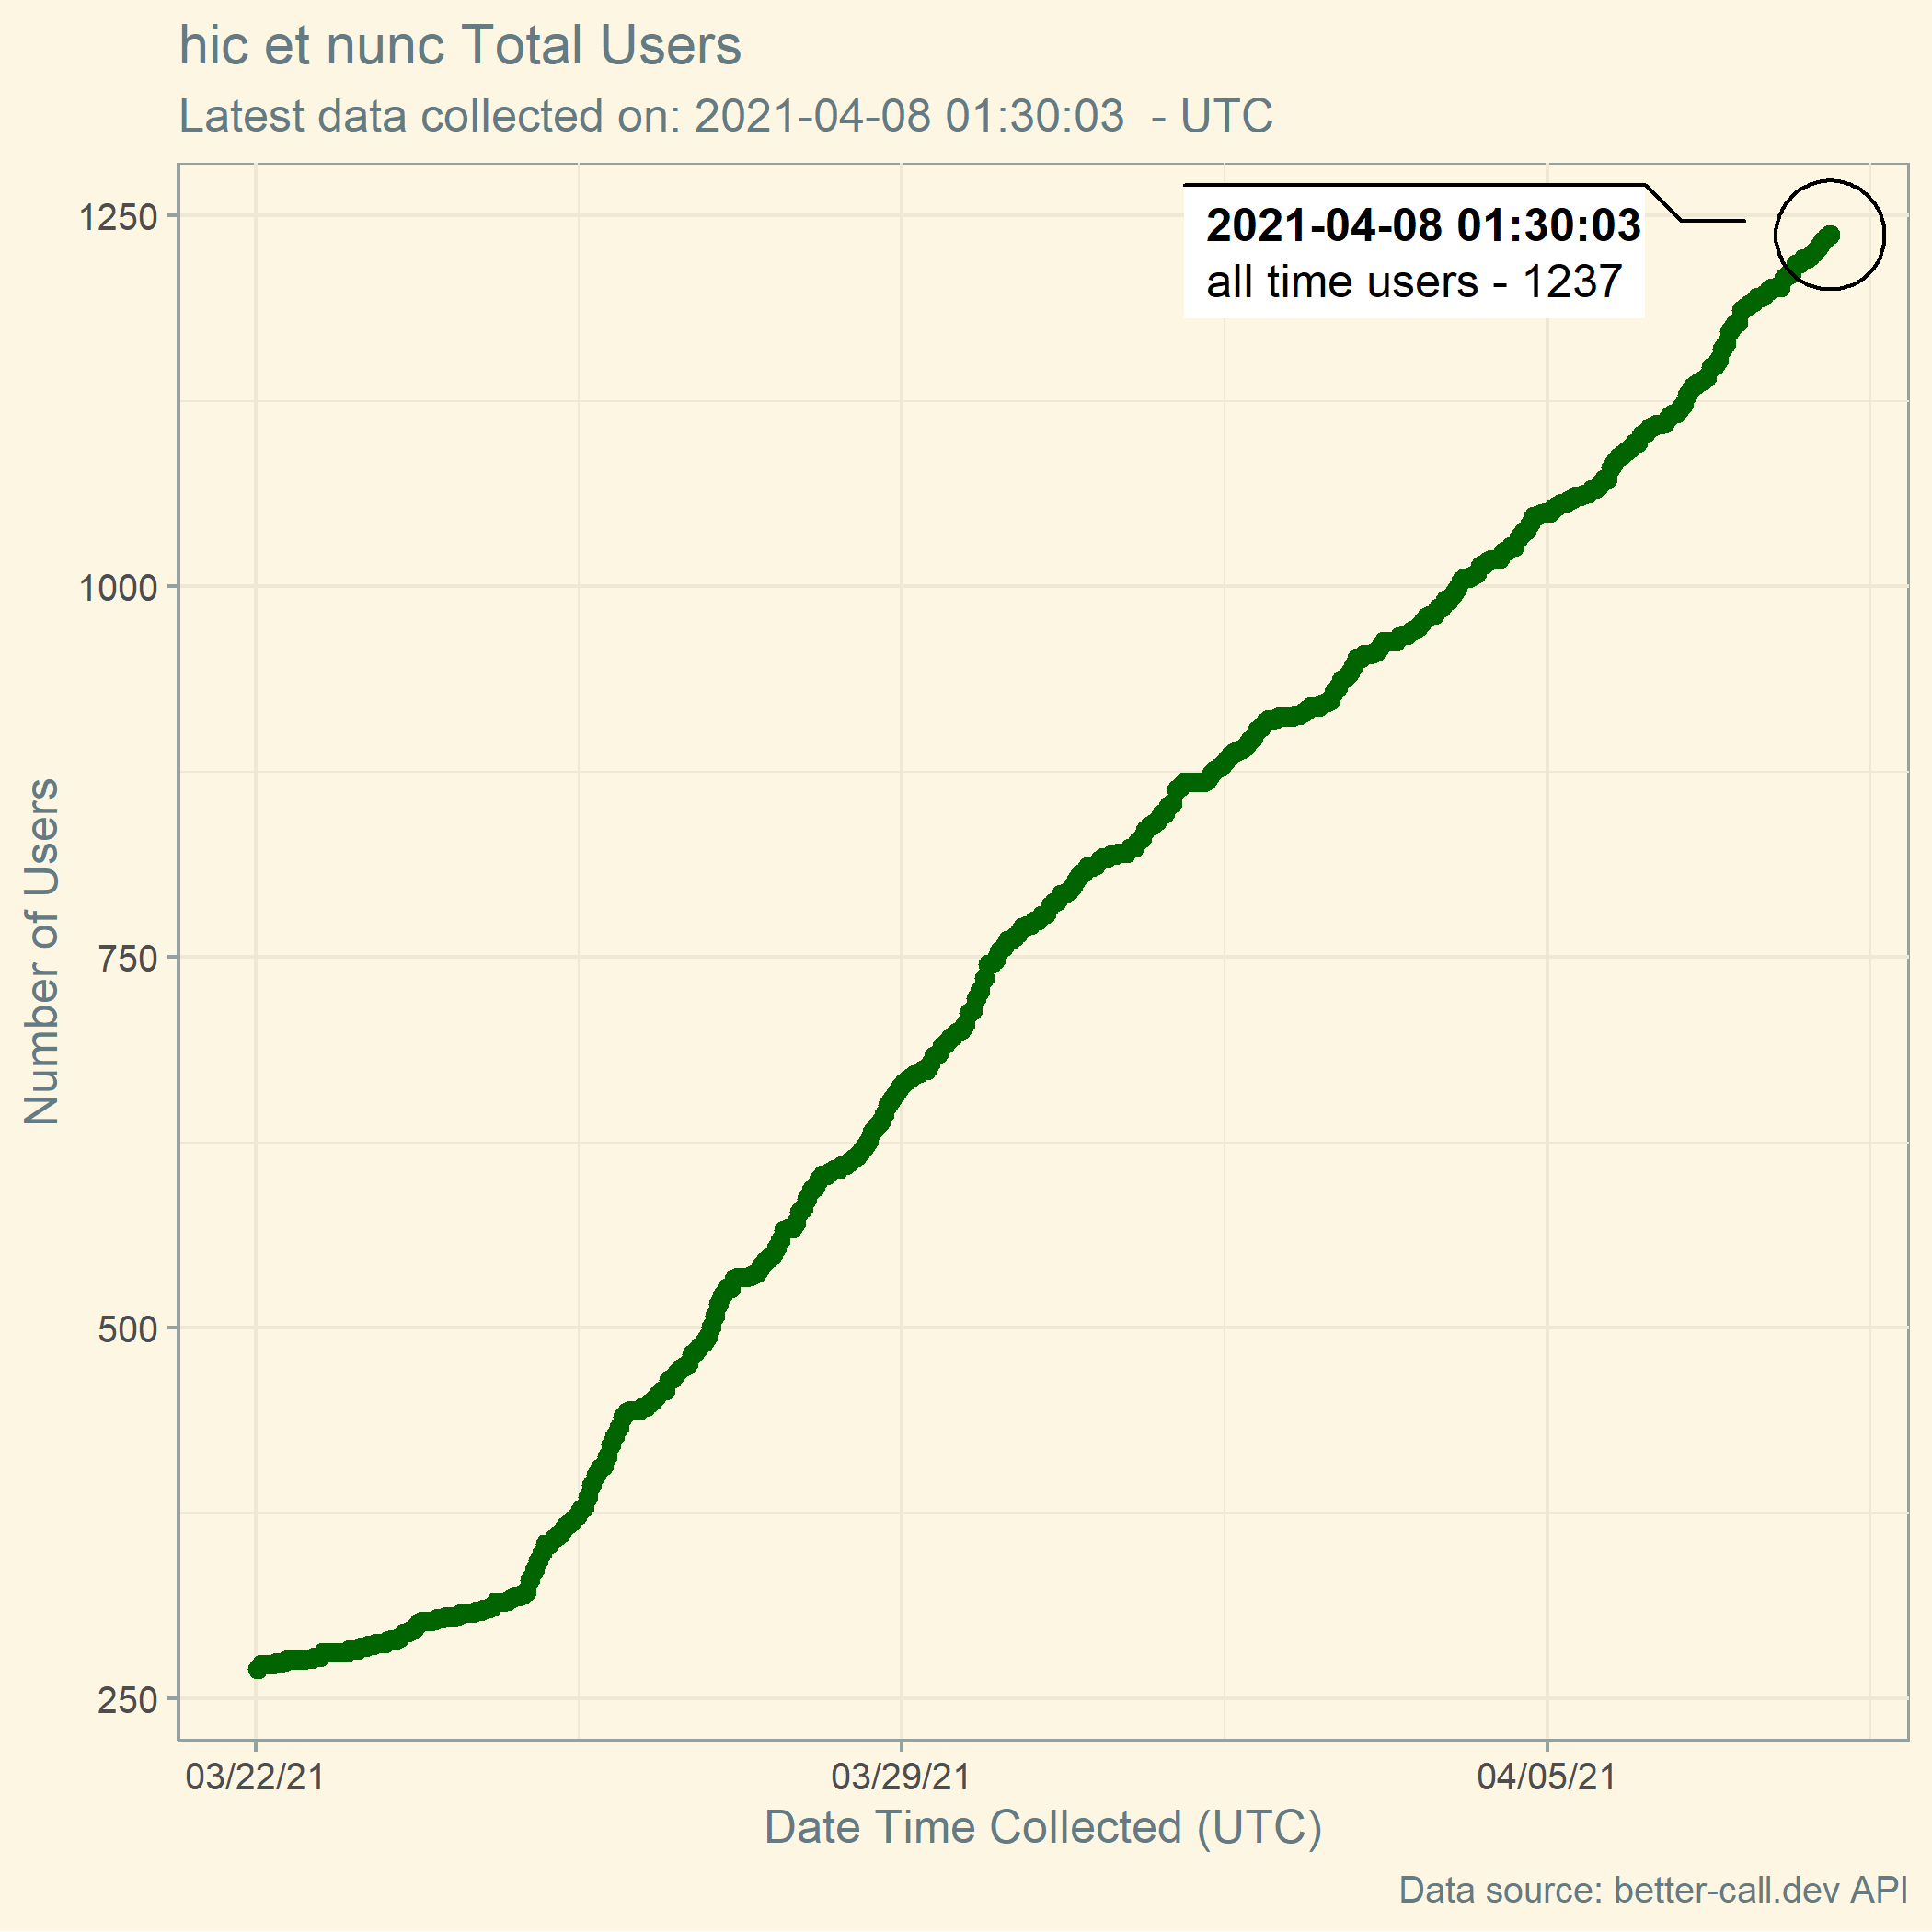 hic et nunc Total Users
Latest data collected on: 2021-04-08 01:30:03  - UTC
2021-04-08 01:30:03
all time users - 1237
1250
1000
750
500
250
Number of Users
03/22/21
03/29/21
04/05/21
Date Time Collected (UTC)
Data source: better-call.dev API